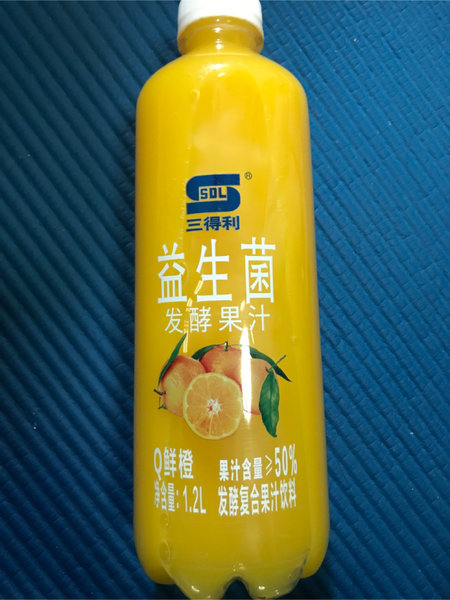 SDL®
三得利
益生菌
发酵果汁
Q鲜橙
净含量：1.2L
果汁含量≥50%
发酵复合果汁饮料